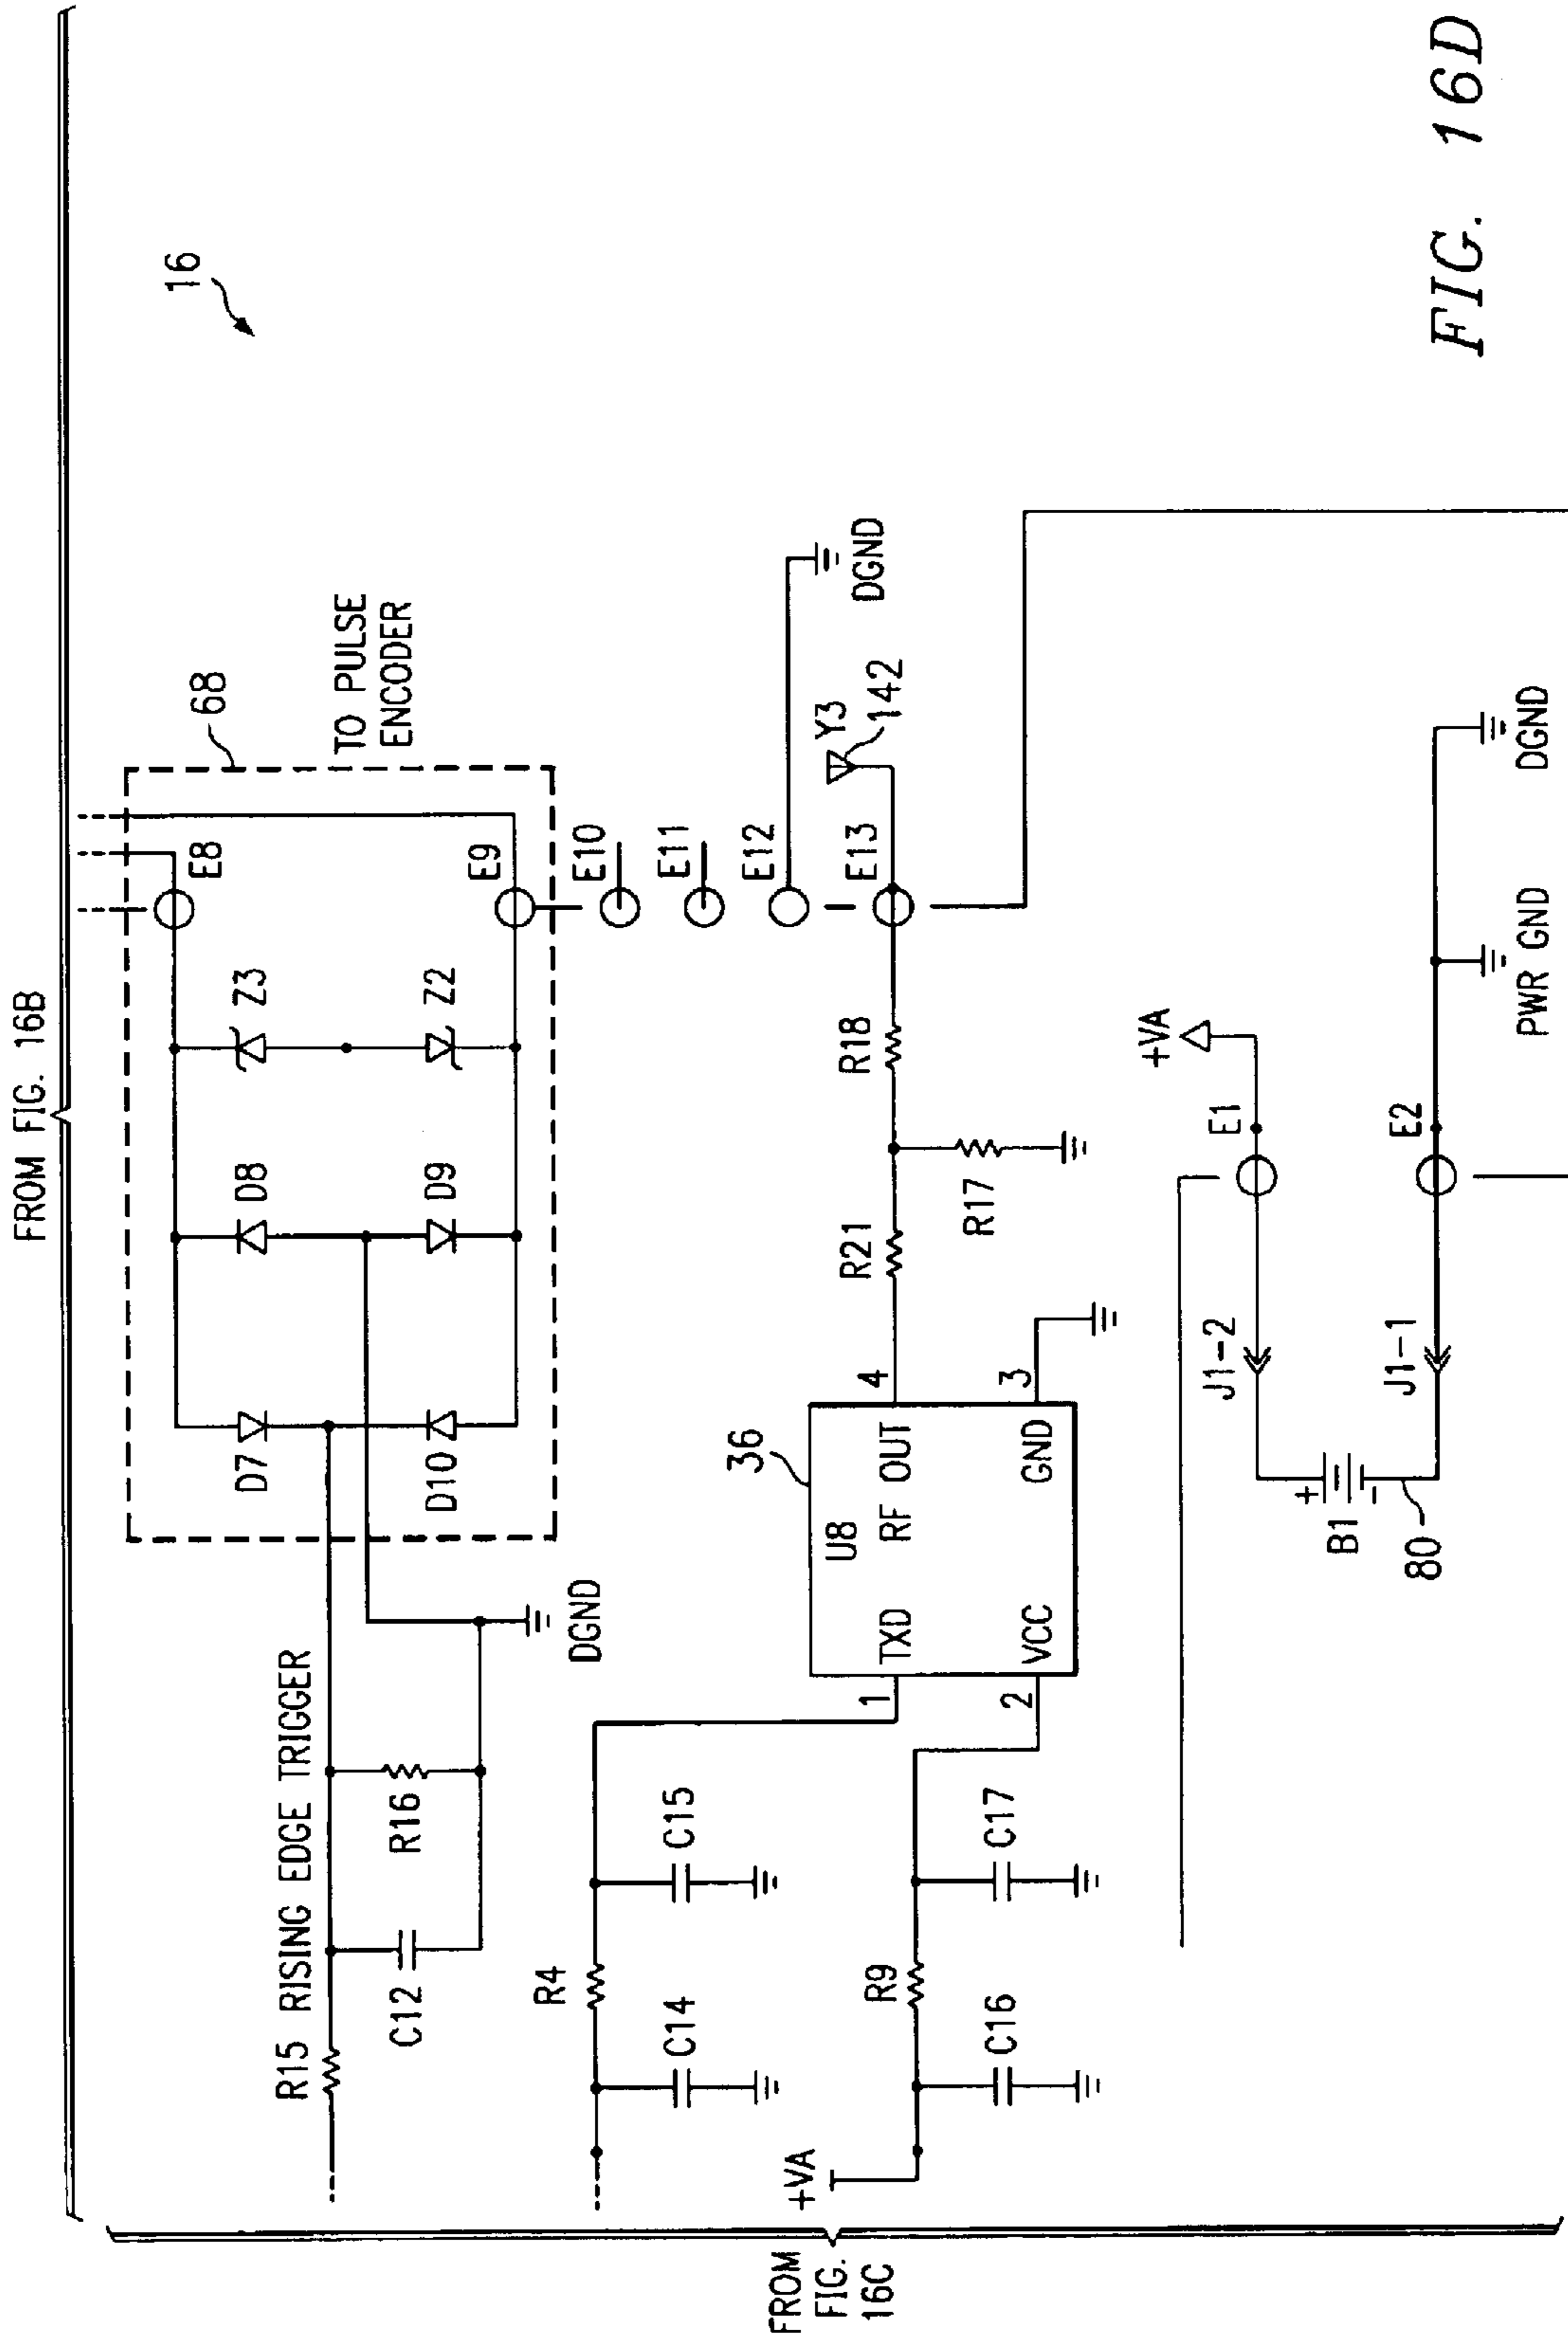 FROM FIG. 16B
16
68
TO PULSE
ENCODER
E8
Z3
D8
D7
E9
Z2
D9
D10
R15 RISING EDGE TRIGGER
C12
R16
DGND
E10
E11
E12
DGND
E13
Y3
142
R4
C14
C15
R18
R21
R17
36
U8
1
TXD
RF OUT
4
2
VCC
GND
3
+VA
R9
C16
C17
FROM
FIG.
16C
+VA
J1-2
E1
B1
+
-
80
J1-1
E2
PWR GND
DGND
FIG. 16D